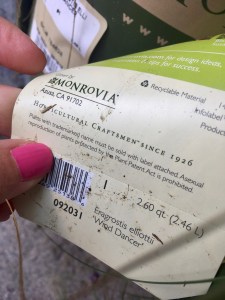 MONROVIA®
Azusa, CA 91702
Recyclable Material
HORTICULTURAL CRAFTSMEN® SINCE 1926
Plants with trademarked name must be sold with label attached. Asexual
reproduction of plants protected by the Plant Patent Act is prohibited.
1
2.60 qt. (2.46 L)
092031
Eragrostis elliottii
'Wind Dancer'